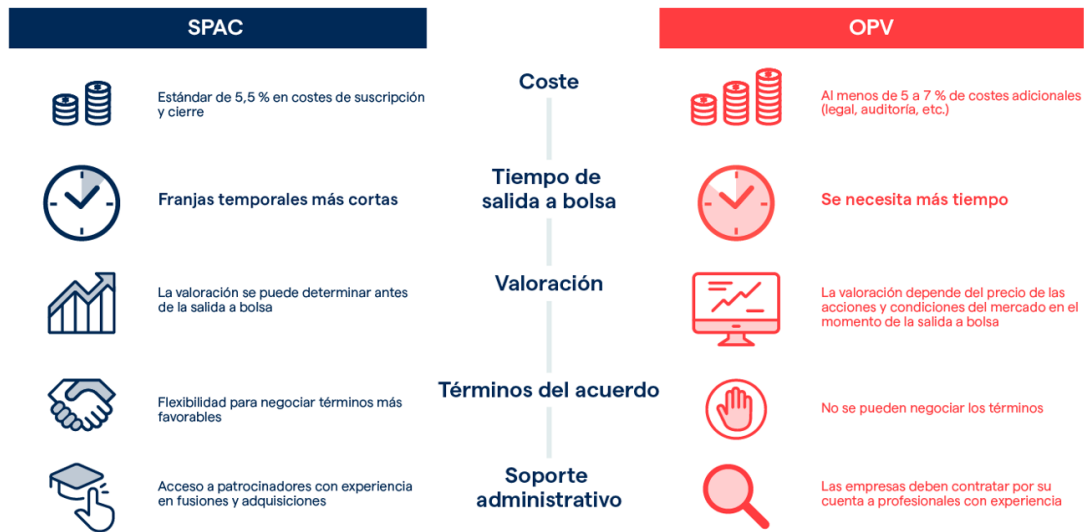 SPAC
OPV
Coste
Estándar de 5,5 % en costes de suscripción
y cierre
Al menos de 5 a 7 % de costes adicionales
(legal, auditoría, etc.)
Tiempo de
salida a bolsa
Franjas temporales más cortas
Se necesita más tiempo
Valoración
La valoración se puede determinar antes
de la salida a bolsa
La valoración depende del precio de las
acciones y condiciones del mercado en el
momento de la salida a bolsa
Términos del acuerdo
Flexibilidad para negociar términos más
favorables
No se pueden negociar los términos
Soporte
administrativo
Acceso a patrocinadores con experiencia
en fusiones y adquisiciones
Las empresas deben contratar por su
cuenta a profesionales con experiencia